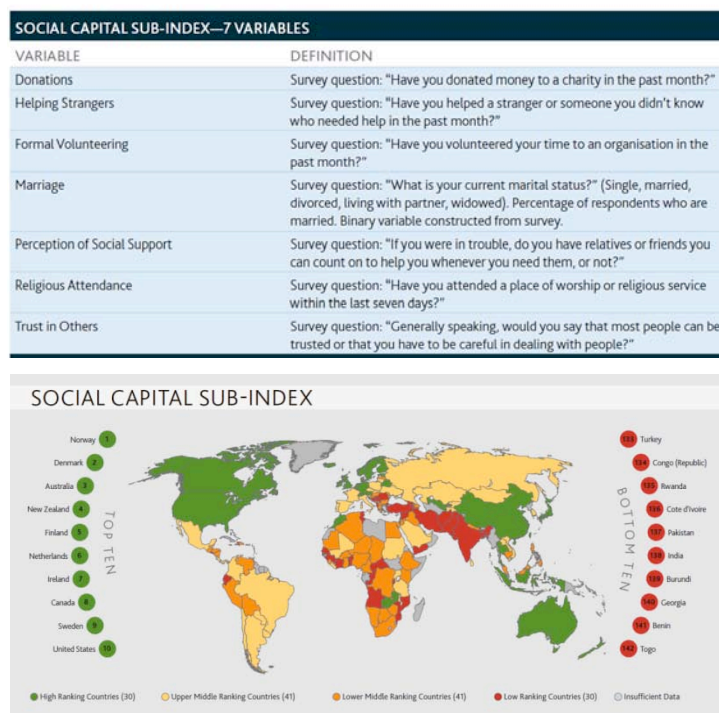 SOCIAL CAPITAL SUB-INDEX—7 VARIABLES
VARIABLE DEFINITION
Donations Survey question: “Have you donated money to a charity in the past month?”
Helping Strangers Survey question: “Have you helped a stranger or someone you didn’t know
who needed help in the past month?”
Formal Volunteering Survey question: “Have you volunteered your time to an organisation in the
past month?”
Marriage Survey question: “What is your current marital status?” (Single, married,
divorced, living with partner, widowed). Percentage of respondents who are
married. Binary variable constructed from survey.
Perception of Social Support Survey question: “If you were in trouble, do you have relatives or friends you
can count on to help you whenever you need them, or not?”
Religious Attendance Survey question: “Have you attended a place of worship or religious service
within the last seven days?”
Trust in Others Survey question: “Generally speaking, would you say that most people can be
trusted or that you have to be careful in dealing with people?”
SOCIAL CAPITAL SUB-INDEX
TOP TEN
Norway 1
Denmark 2
Australia 3
New Zealand 4
Finland 5
Netherlands 6
Ireland 7
Canada 8
Sweden 9
United States 10
BOTTOM TEN
133 Turkey
134 Congo (Republic)
135 Rwanda
136 Cote d'Ivoire
137 Pakistan
138 India
139 Burundi
140 Georgia
141 Benin
142 Togo
High Ranking Countries (30) Upper Middle Ranking Countries (41) Lower Middle Ranking Countries (41) Low Ranking Countries (30) Insufficient Data